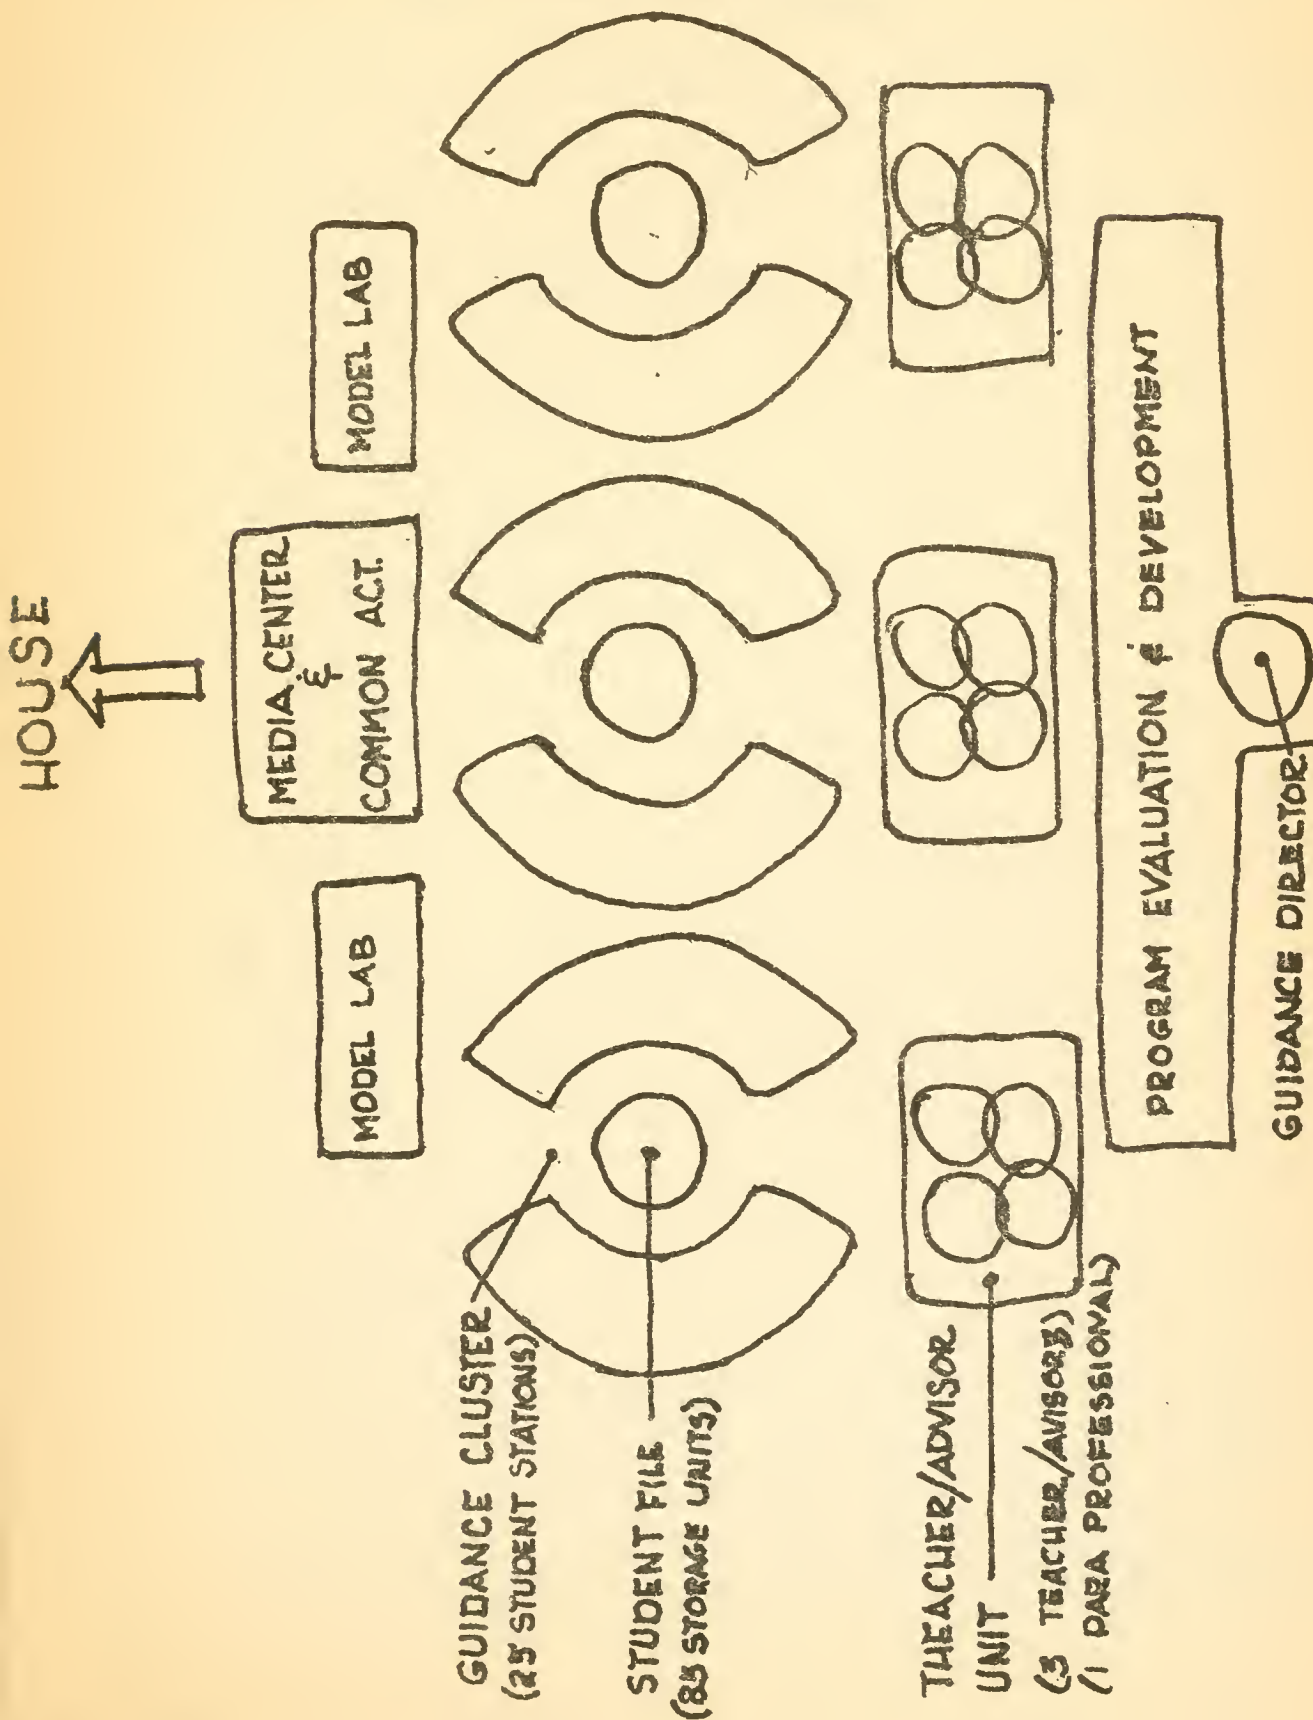 HOUSE
MEDIA CENTER
&
COMMON ACT.
MODEL LAB
MODEL LAB
GUIDANCE CLUSTER
(25 STUDENT STATIONS)
STUDENT FILE
(85 STORAGE UNITS)
THEACHER/ADVISOR
UNIT
(3 TEACHER/AVISORS)
(1 PARA PROFESSIONAL)
PROGRAM EVALUATION & DEVELOPMENT
GUIDANCE DIRECTOR